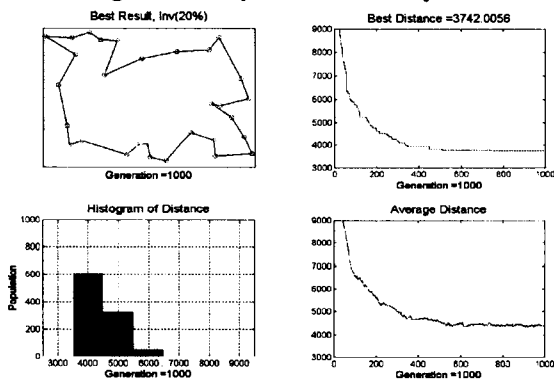 Best Result, Inv(20%)
Generation =1000
Best Distance =3742.0056
9000
8000
7000
6000
5000
4000
3000
0 200 400 600 800 1000
Generation =1000
Histogram of Distance
Population
1000
800
600
400
200
0
3000 4000 5000 6000 7000 8000 9000
Generation =1000
Average Distance
9000
8000
7000
6000
5000
4000
3000
0 200 400 600 800 1000
Generation =1000